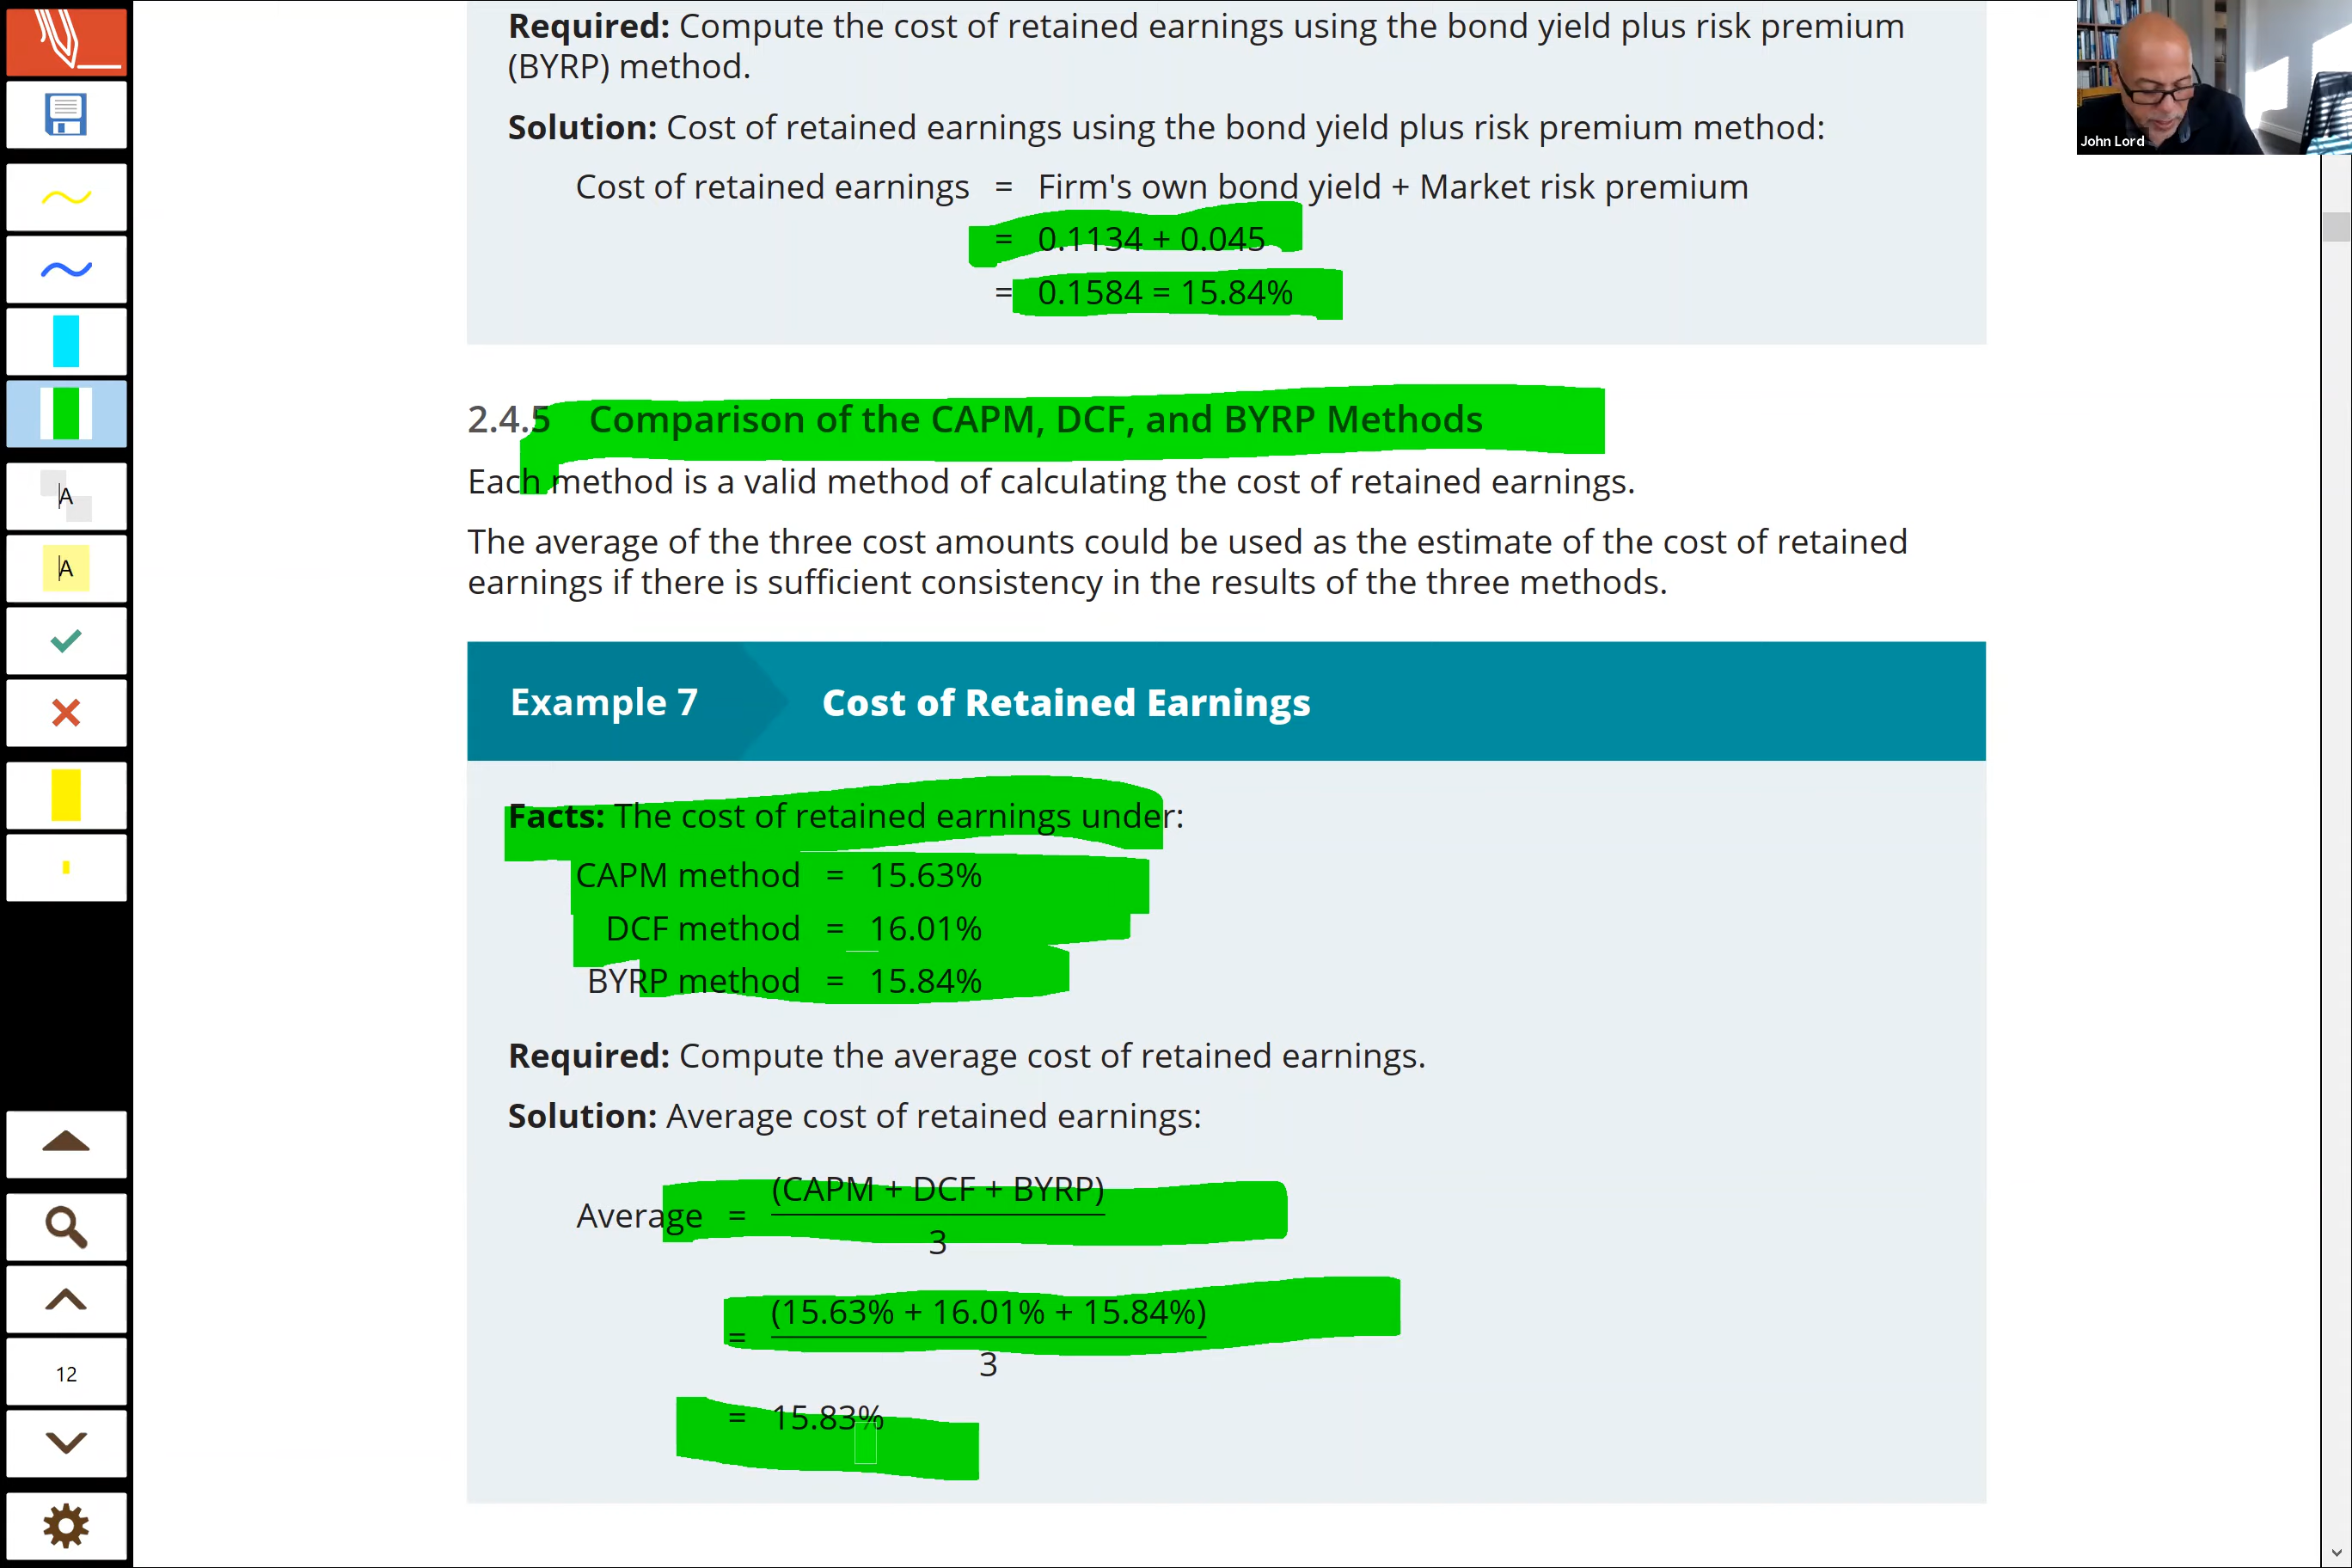 Required: Compute the cost of retained earnings using the bond yield plus risk premium
(BYRP) method.
Solution: Cost of retained earnings using the bond yield plus risk premium method:
Cost of retained earnings = Firm's own bond yield + Market risk premium
= 0.1134 + 0.045
= 0.1584 = 15.84%
2.4.5 Comparison of the CAPM, DCF, and BYRP Methods
Each method is a valid method of calculating the cost of retained earnings.
The average of the three cost amounts could be used as the estimate of the cost of retained
earnings if there is sufficient consistency in the results of the three methods.
Example 7 Cost of Retained Earnings
Facts: The cost of retained earnings under:
CAPM method = 15.63%
DCF method = 16.01%
BYRP method = 15.84%
Required: Compute the average cost of retained earnings.
Solution: Average cost of retained earnings:
Average = (CAPM + DCF + BYRP)
3
= (15.63% + 16.01% + 15.84%)
3
= 15.83%
A
A
12
John Lord